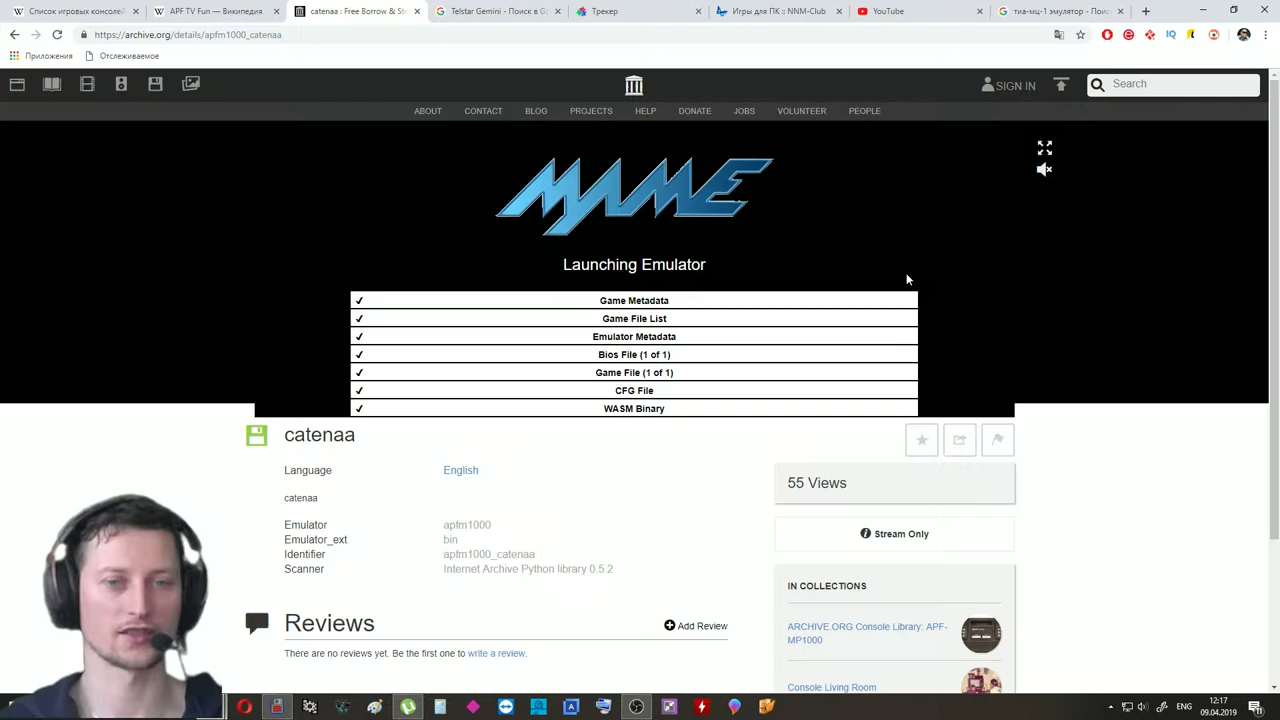 Список игровых консолей
APF TV Fun — Википедия
catenaa : Free Borrow & St
Telstar Gemini - Поиск в G
Трекер
Игры для ПК :: NNM-Club
YouTube
тиа-мц-1 эмулятор - Поис
https://archive.org/details/apfm1000_catenaa
Приложения
Отслеживаемое
SIGN IN
Search
ABOUT CONTACT BLOG PROJECTS HELP DONATE JOBS VOLUNTEER PEOPLE
MAME
Launching Emulator
✔ Game Metadata
✔ Game File List
✔ Emulator Metadata
✔ Bios File (1 of 1)
✔ Game File (1 of 1)
✔ CFG File
✔ WASM Binary
catenaa
Language English
catenaa
Emulator apfm1000
Emulator_ext bin
Identifier apfm1000_catenaa
Scanner Internet Archive Python library 0.5.2
55 Views
Stream Only
IN COLLECTIONS
ARCHIVE.ORG Console Library: APF-
MP1000
Console Living Room
Reviews
Add Review
There are no reviews yet. Be the first one to write a review.
ENG
12:17
09.04.2019